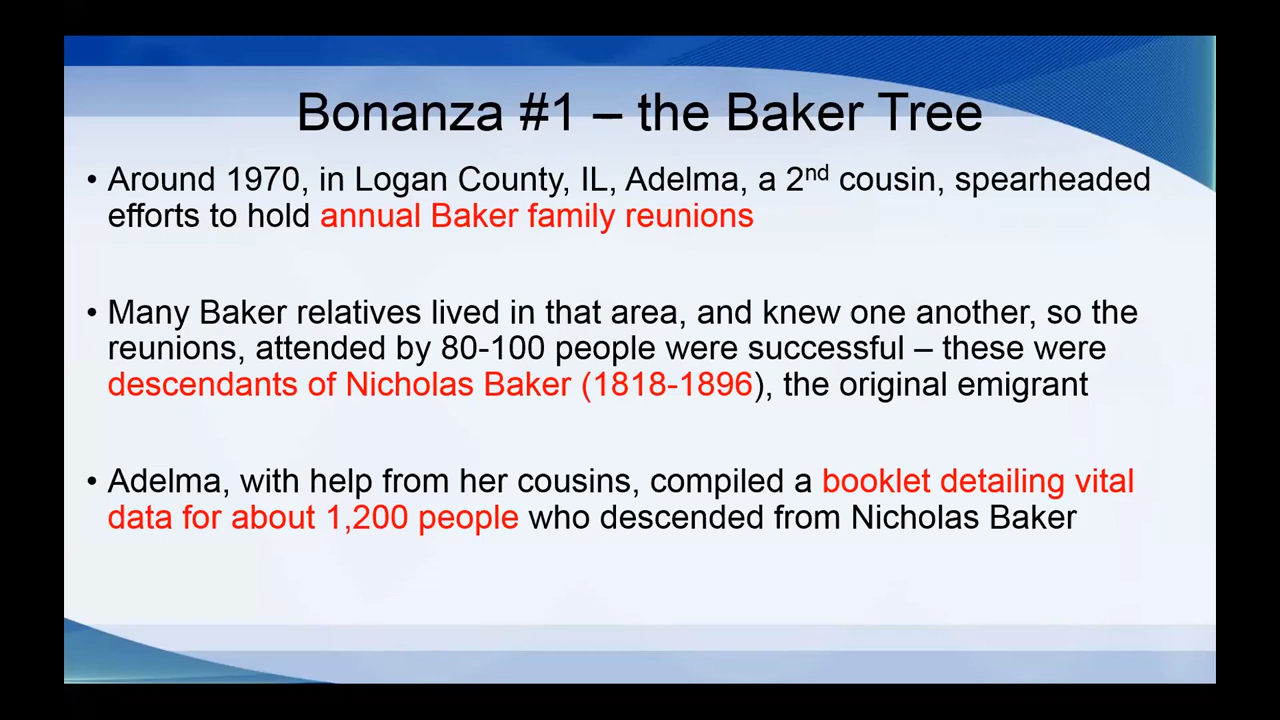 Bonanza #1 – the Baker Tree
• Around 1970, in Logan County, IL, Adelma, a 2nd cousin, spearheaded
efforts to hold annual Baker family reunions
• Many Baker relatives lived in that area, and knew one another, so the
reunions, attended by 80-100 people were successful – these were
descendants of Nicholas Baker (1818-1896), the original emigrant
• Adelma, with help from her cousins, compiled a booklet detailing vital
data for about 1,200 people who descended from Nicholas Baker